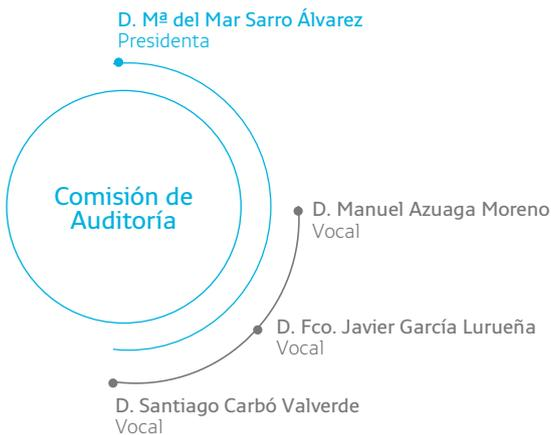 D. Mª del Mar Sarro Álvarez
Presidenta
Comisión de
Auditoría
D. Manuel Azuaga Moreno
Vocal
D. Fco. Javier García Lurueña
Vocal
D. Santiago Carbó Valverde
Vocal